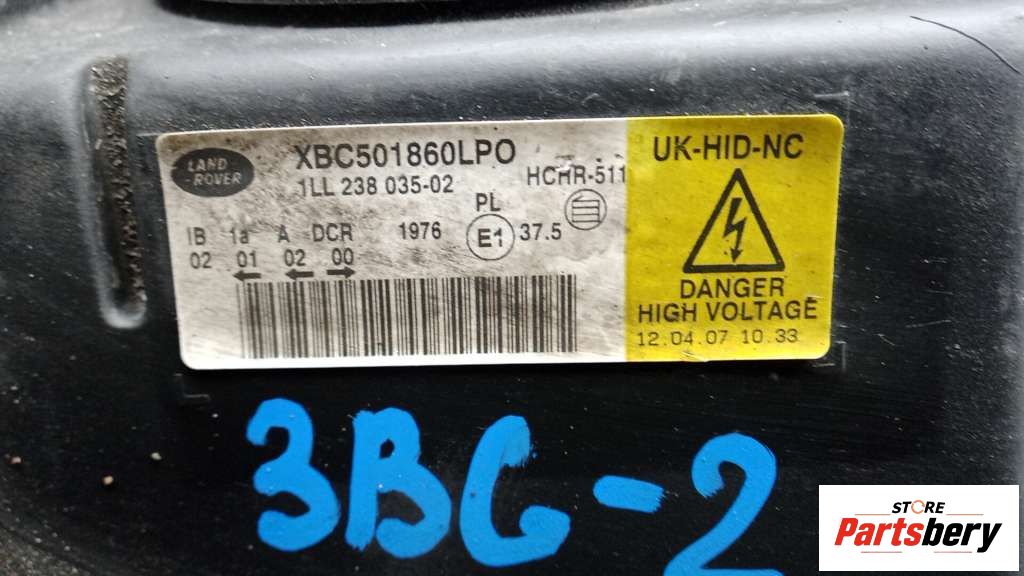 LAND ROVER
XBC501860LPO
1LL 238 035-02
HCHR-511
PL
IB 1a A DCR 1976 E1 37.5
02 01 02 00
UK-HID-NC
DANGER
HIGH VOLTAGE
12.04.07 10.33
3BC-2
STORE
Partsbery